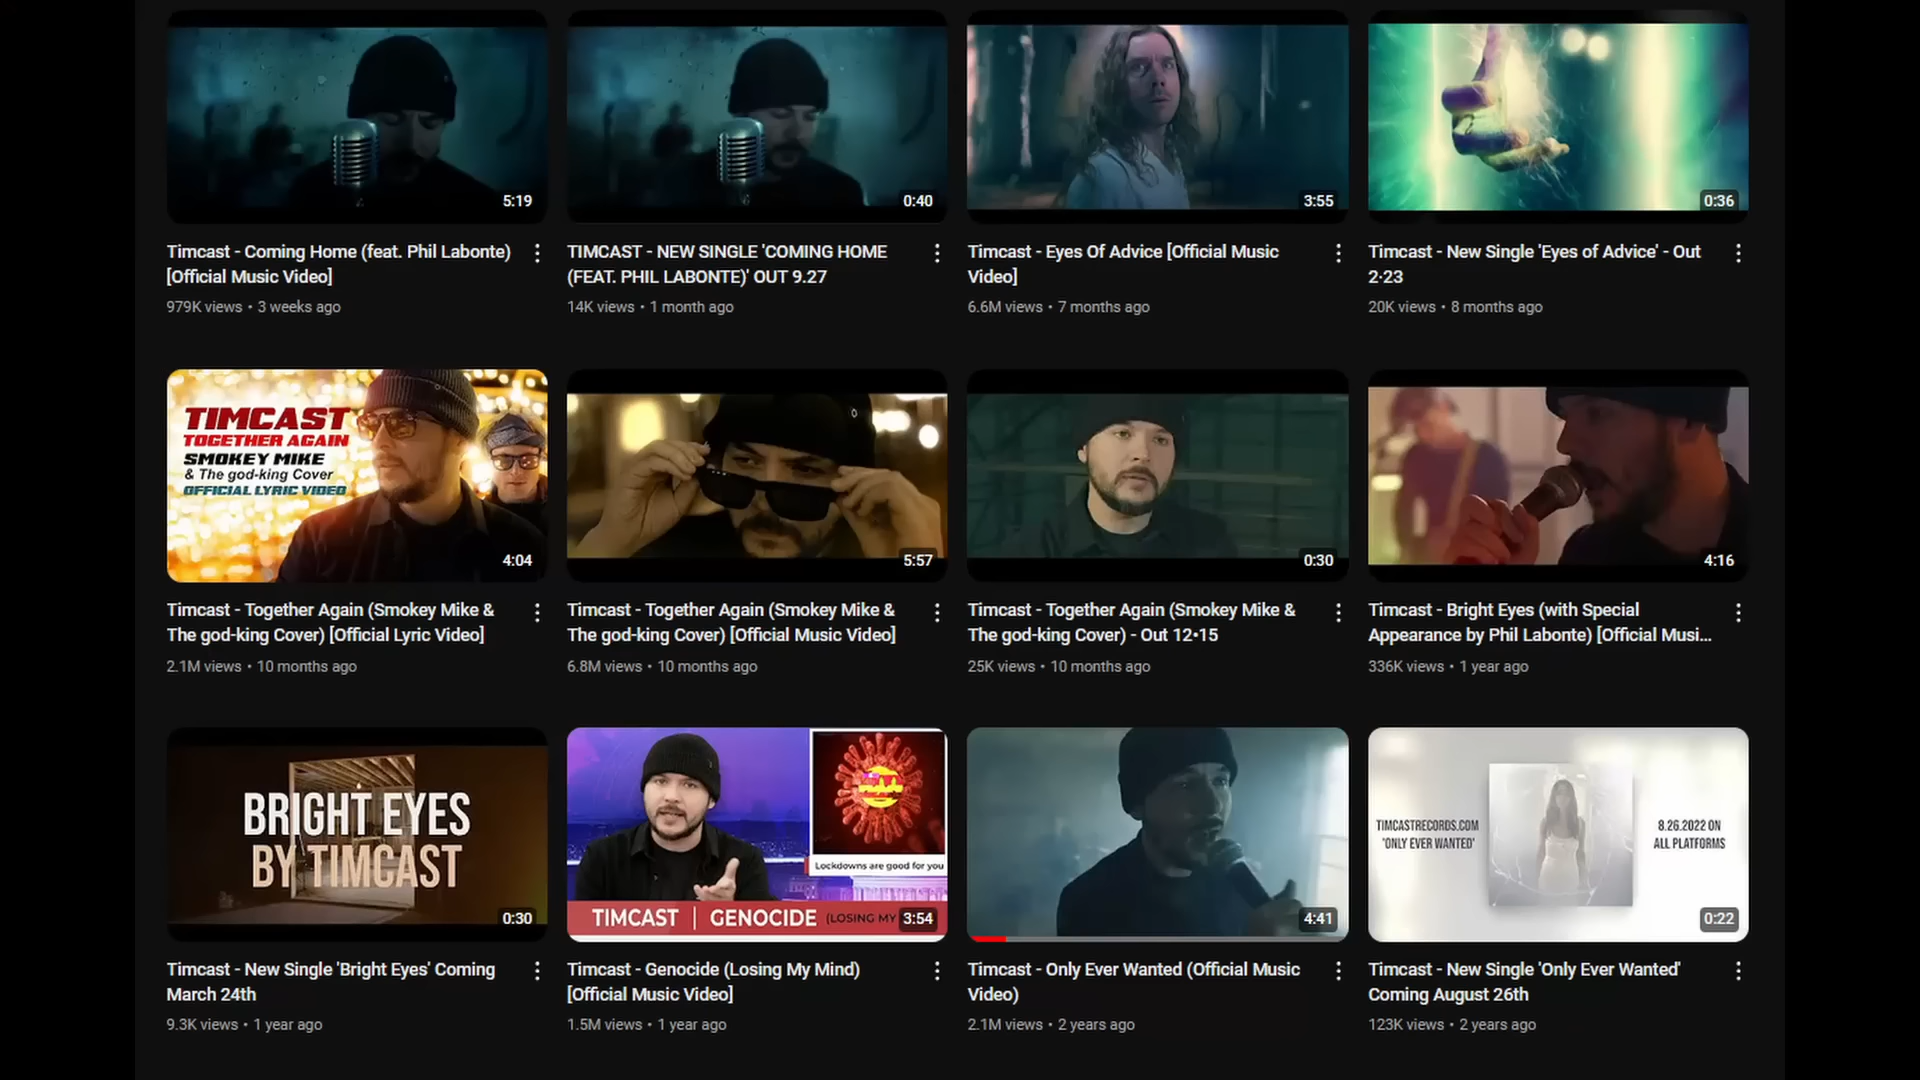 5:19
0:40
3:55
0:36
Timcast - Coming Home (feat. Phil Labonte)
[Official Music Video]
979K views • 3 weeks ago
TIMCAST - NEW SINGLE 'COMING HOME
(FEAT. PHIL LABONTE)' OUT 9.27
14K views • 1 month ago
Timcast - Eyes Of Advice [Official Music
Video]
6.6M views • 7 months ago
Timcast - New Single 'Eyes of Advice' - Out
2·23
20K views • 8 months ago
TIMCAST
TOGETHER AGAIN
SMOKEY MIKE
& The god-king Cover
OFFICIAL LYRIC VIDEO
4:04
5:57
0:30
4:16
Timcast - Together Again (Smokey Mike &
The god-king Cover) [Official Lyric Video]
2.1M views • 10 months ago
Timcast - Together Again (Smokey Mike &
The god-king Cover) [Official Music Video]
6.8M views • 10 months ago
Timcast - Together Again (Smokey Mike &
The god-king Cover) - Out 12•15
25K views • 10 months ago
Timcast - Bright Eyes (with Special
Appearance by Phil Labonte) [Official Musi...
336K views • 1 year ago
BRIGHT EYES
BY TIMCAST
0:30
Lockdowns are good for you
TIMCAST | GENOCIDE (LOSING MY
3:54
4:41
TIMCASTRECORDS.COM
'ONLY EVER WANTED'
8.26.2022 ON
ALL PLATFORMS
0:22
Timcast - New Single 'Bright Eyes' Coming
March 24th
9.3K views • 1 year ago
Timcast - Genocide (Losing My Mind)
[Official Music Video]
1.5M views • 1 year ago
Timcast - Only Ever Wanted (Official Music
Video)
2.1M views • 2 years ago
Timcast - New Single 'Only Ever Wanted'
Coming August 26th
123K views • 2 years ago